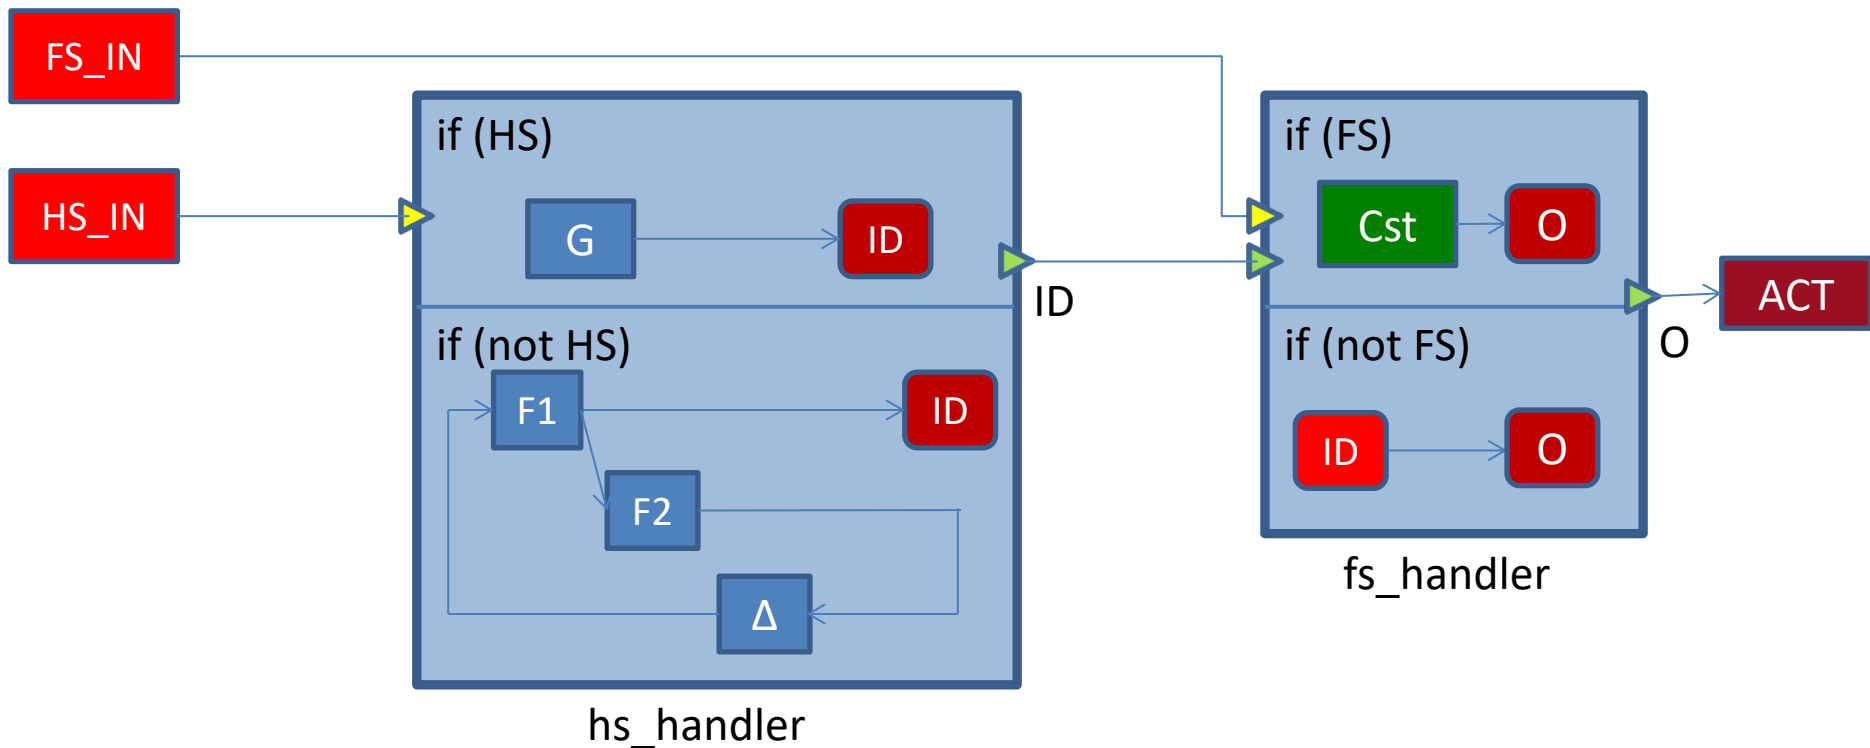 FS_IN
HS_IN
if (HS)
G
ID
ID
if (not HS)
F1
ID
F2
Δ
hs_handler
if (FS)
Cst
O
if (not FS)
ID
O
O
fs_handler
ACT